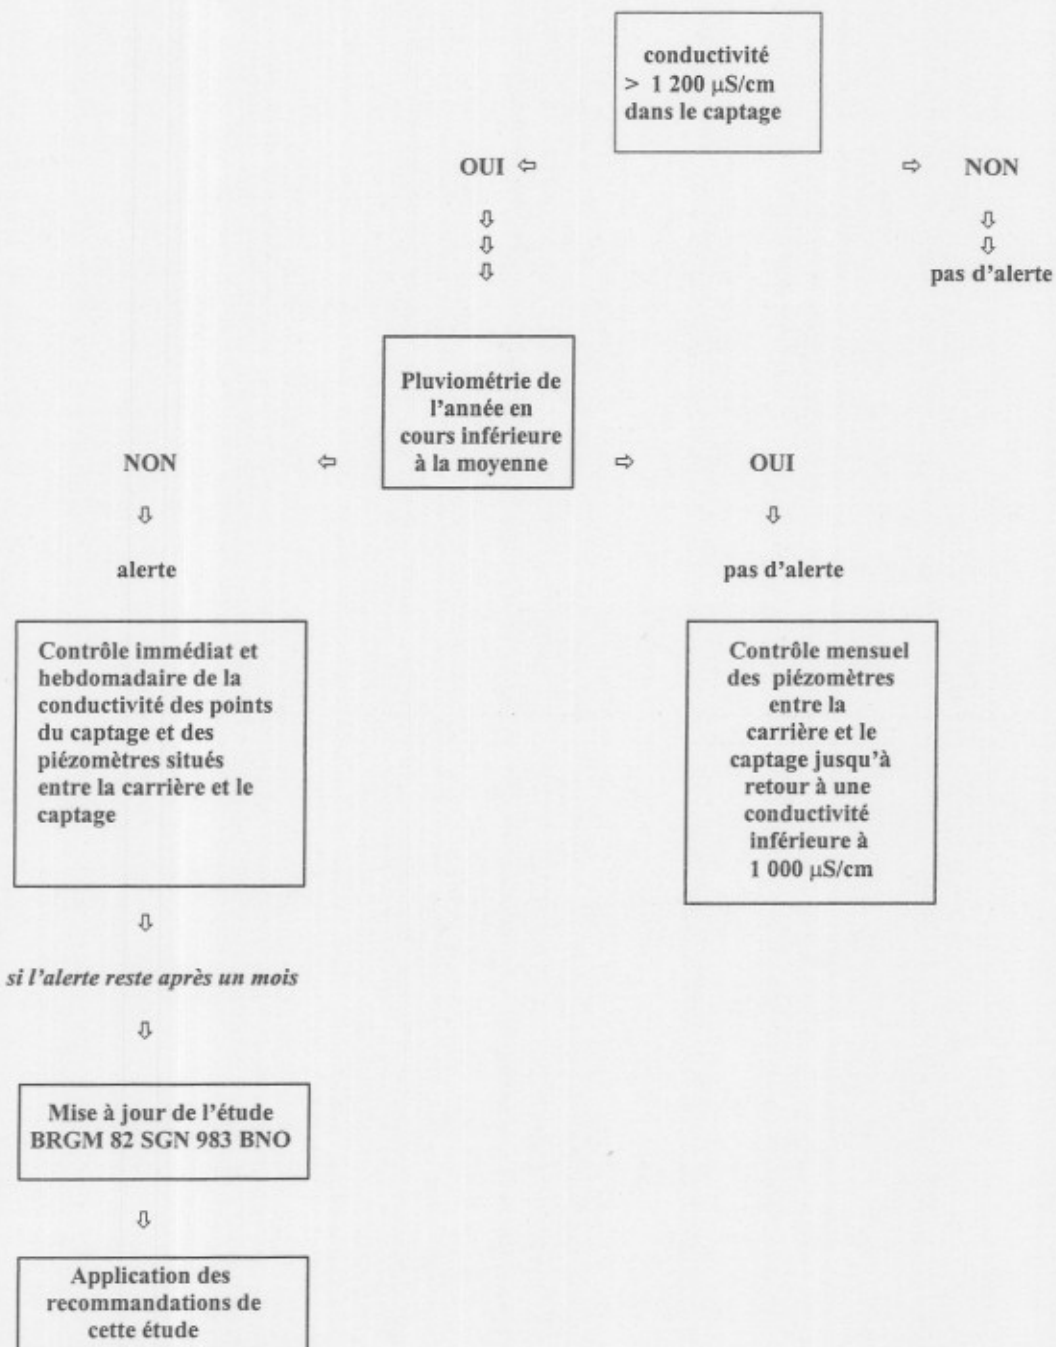 conductivité
> 1 200 µS/cm
dans le captage
OUI ⇦
⇨ NON
⇩
⇩
⇩
⇩
⇩
pas d'alerte
Pluviométrie de
l'année en
cours inférieure
à la moyenne
NON ⇦
⇨ OUI
⇩
⇩
alerte
pas d'alerte
Contrôle immédiat et
hebdomadaire de la
conductivité des points
du captage et des
piézomètres situés
entre la carrière et le
captage
Contrôle mensuel
des piézomètres
entre la
carrière et le
captage jusqu'à
retour à une
conductivité
inférieure à
1 000 µS/cm
⇩
si l'alerte reste après un mois
⇩
Mise à jour de l'étude
BRGM 82 SGN 983 BNO
⇩
Application des
recommandations de
cette étude